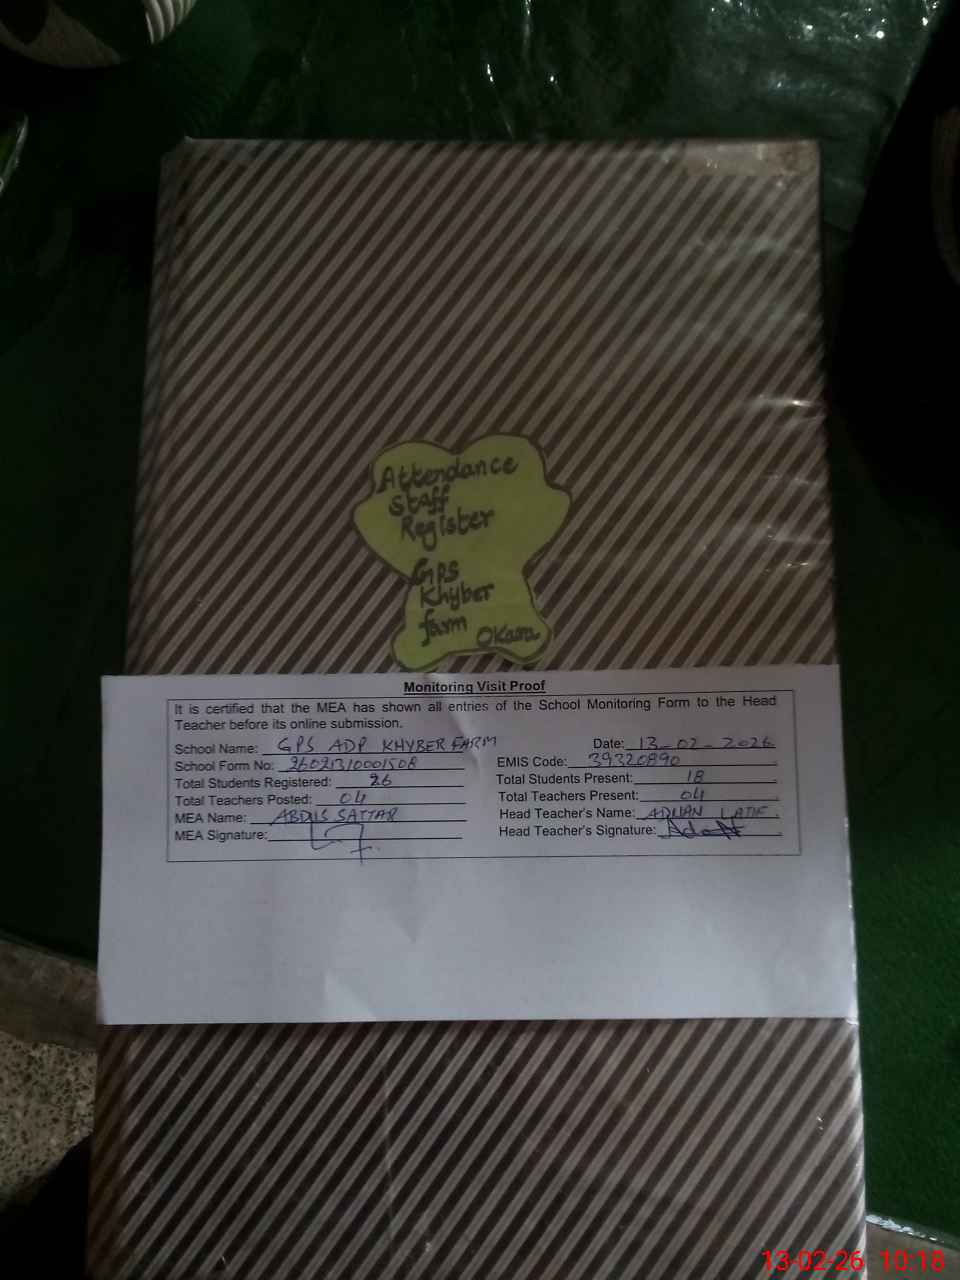 Attendance
Staff
Register
GPS
Khyber
farm Okara
Monitoring Visit Proof
It is certified that the MEA has shown all entries of the School Monitoring Form to the Head
Teacher before its online submission.
School Name: GPS ADP KHYBER FARM Date: 13-02-2026
School Form No: 26021310001508 EMIS Code: 39320890
Total Students Registered: 26 Total Students Present: 18
Total Teachers Posted: 04 Total Teachers Present: 04
MEA Name: ABDUS SATTAR Head Teacher's Name: ADNAN LATIF
MEA Signature: Head Teacher's Signature:
13-02-26 10:18